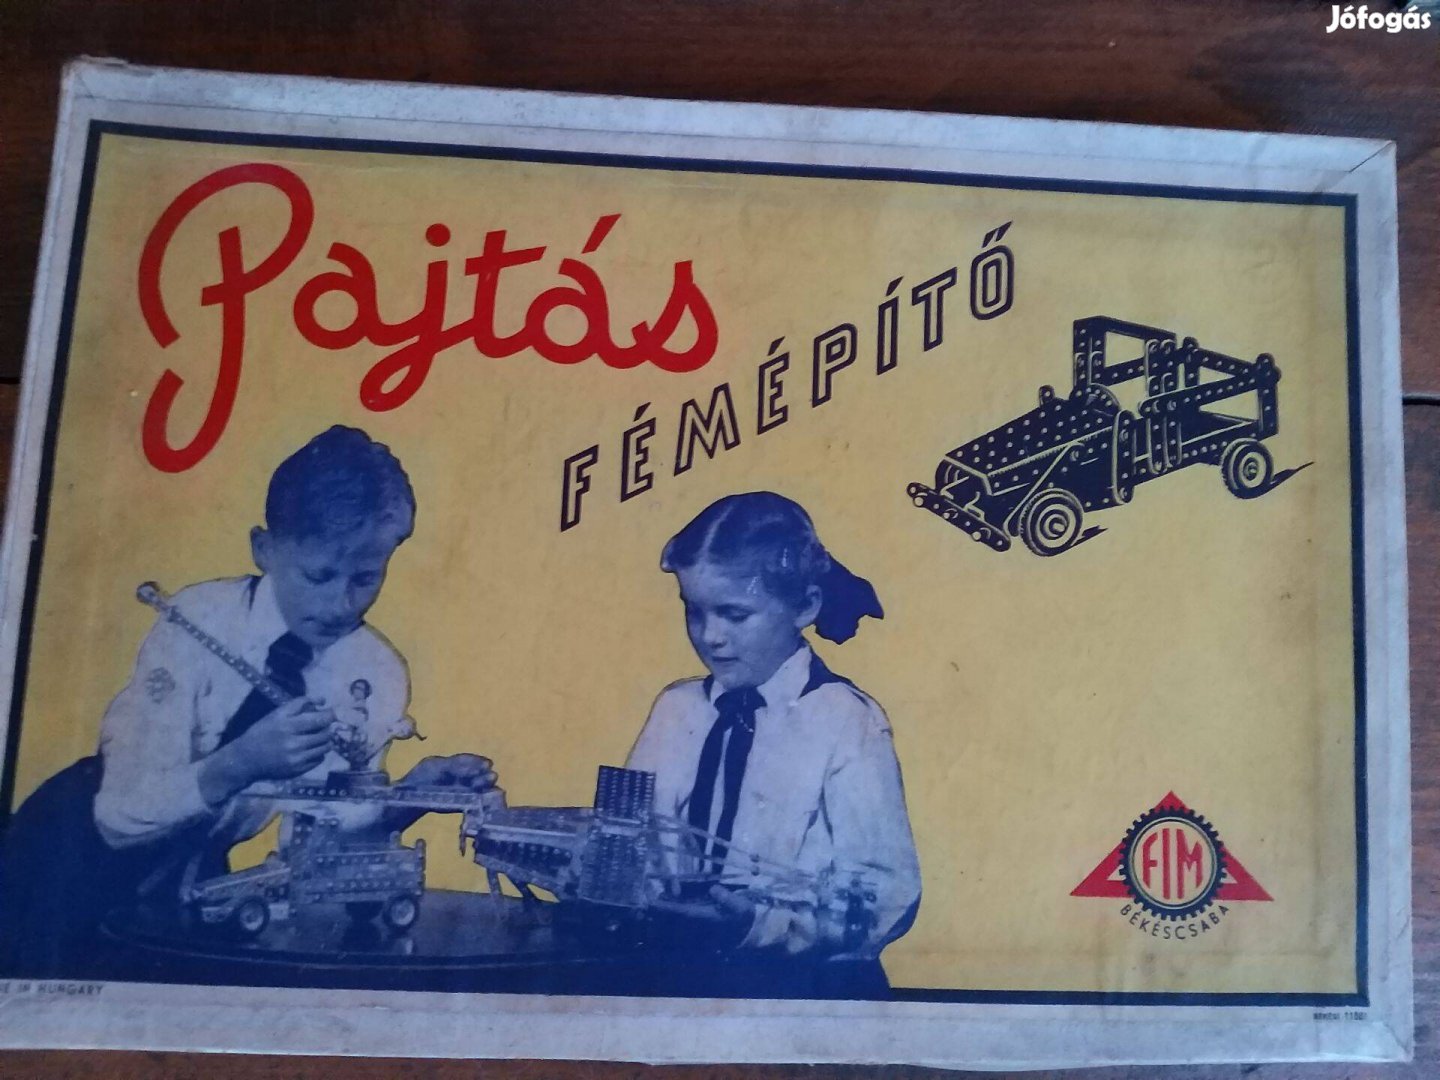 Jófogás
Pajtás
FÉMÉPÍTŐ
FIM
BÉKÉSCSABA
IN HUNGARY